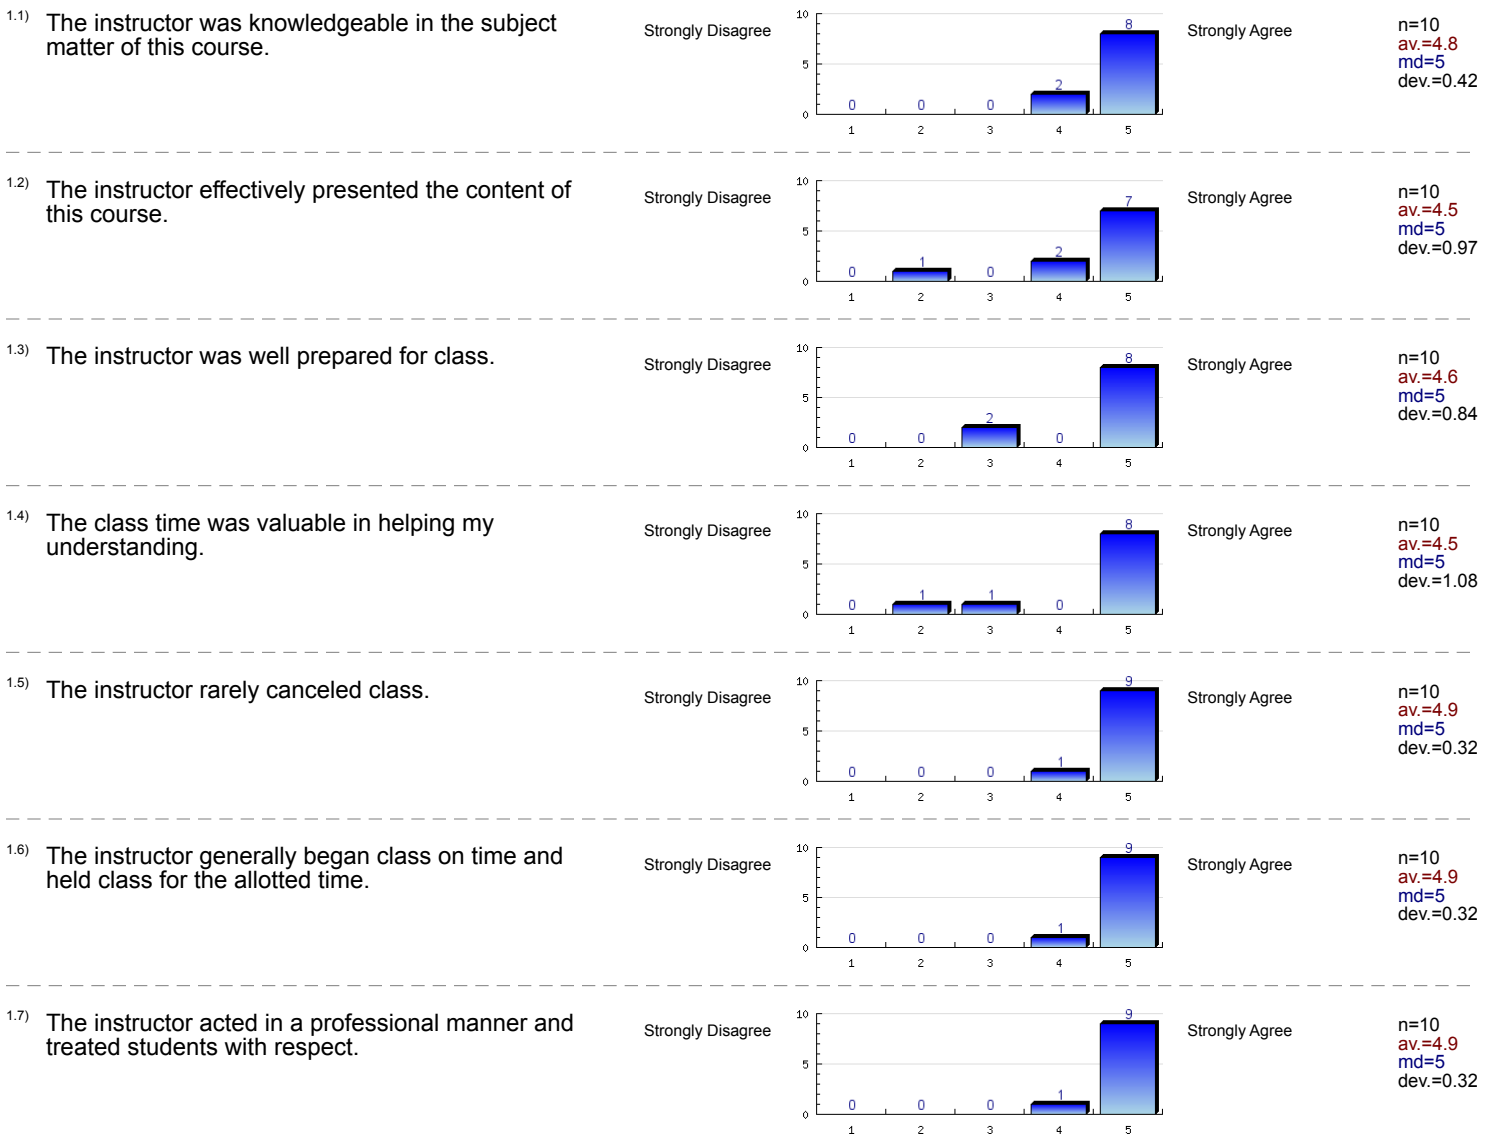 1.1) The instructor was knowledgeable in the subject
matter of this course.
Strongly Disagree
10
5
0
0 0 0 2 8
1 2 3 4 5
Strongly Agree
n=10
av.=4.8
md=5
dev.=0.42
1.2) The instructor effectively presented the content of
this course.
Strongly Disagree
10
5
0
0 1 0 2 7
1 2 3 4 5
Strongly Agree
n=10
av.=4.5
md=5
dev.=0.97
1.3) The instructor was well prepared for class.
Strongly Disagree
10
5
0
0 0 2 0 8
1 2 3 4 5
Strongly Agree
n=10
av.=4.6
md=5
dev.=0.84
1.4) The class time was valuable in helping my
understanding.
Strongly Disagree
10
5
0
0 1 1 0 8
1 2 3 4 5
Strongly Agree
n=10
av.=4.5
md=5
dev.=1.08
1.5) The instructor rarely canceled class.
Strongly Disagree
10
5
0
0 0 0 1 9
1 2 3 4 5
Strongly Agree
n=10
av.=4.9
md=5
dev.=0.32
1.6) The instructor generally began class on time and
held class for the allotted time.
Strongly Disagree
10
5
0
0 0 0 1 9
1 2 3 4 5
Strongly Agree
n=10
av.=4.9
md=5
dev.=0.32
1.7) The instructor acted in a professional manner and
treated students with respect.
Strongly Disagree
10
5
0
0 0 0 1 9
1 2 3 4 5
Strongly Agree
n=10
av.=4.9
md=5
dev.=0.32